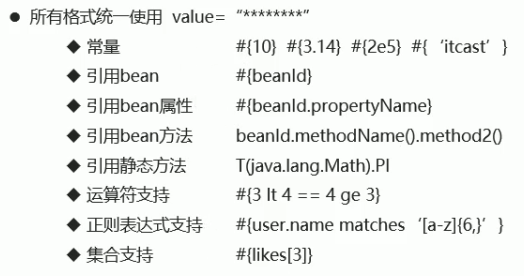 ● 所有格式统一使用 value=“********”
◆ 常量 #{10} #{3.14} #{2e5} #{‘itcast’}
◆ 引用bean #{beanId}
◆ 引用bean属性 #{beanId.propertyName}
◆ 引用bean方法 beanId.methodName().method2()
◆ 引用静态方法 T(java.lang.Math).PI
◆ 运算符支持 #{3 lt 4 == 4 ge 3}
◆ 正则表达式支持 #{user.name matches‘[a-z]{6,}’}
◆ 集合支持 #{likes[3]}